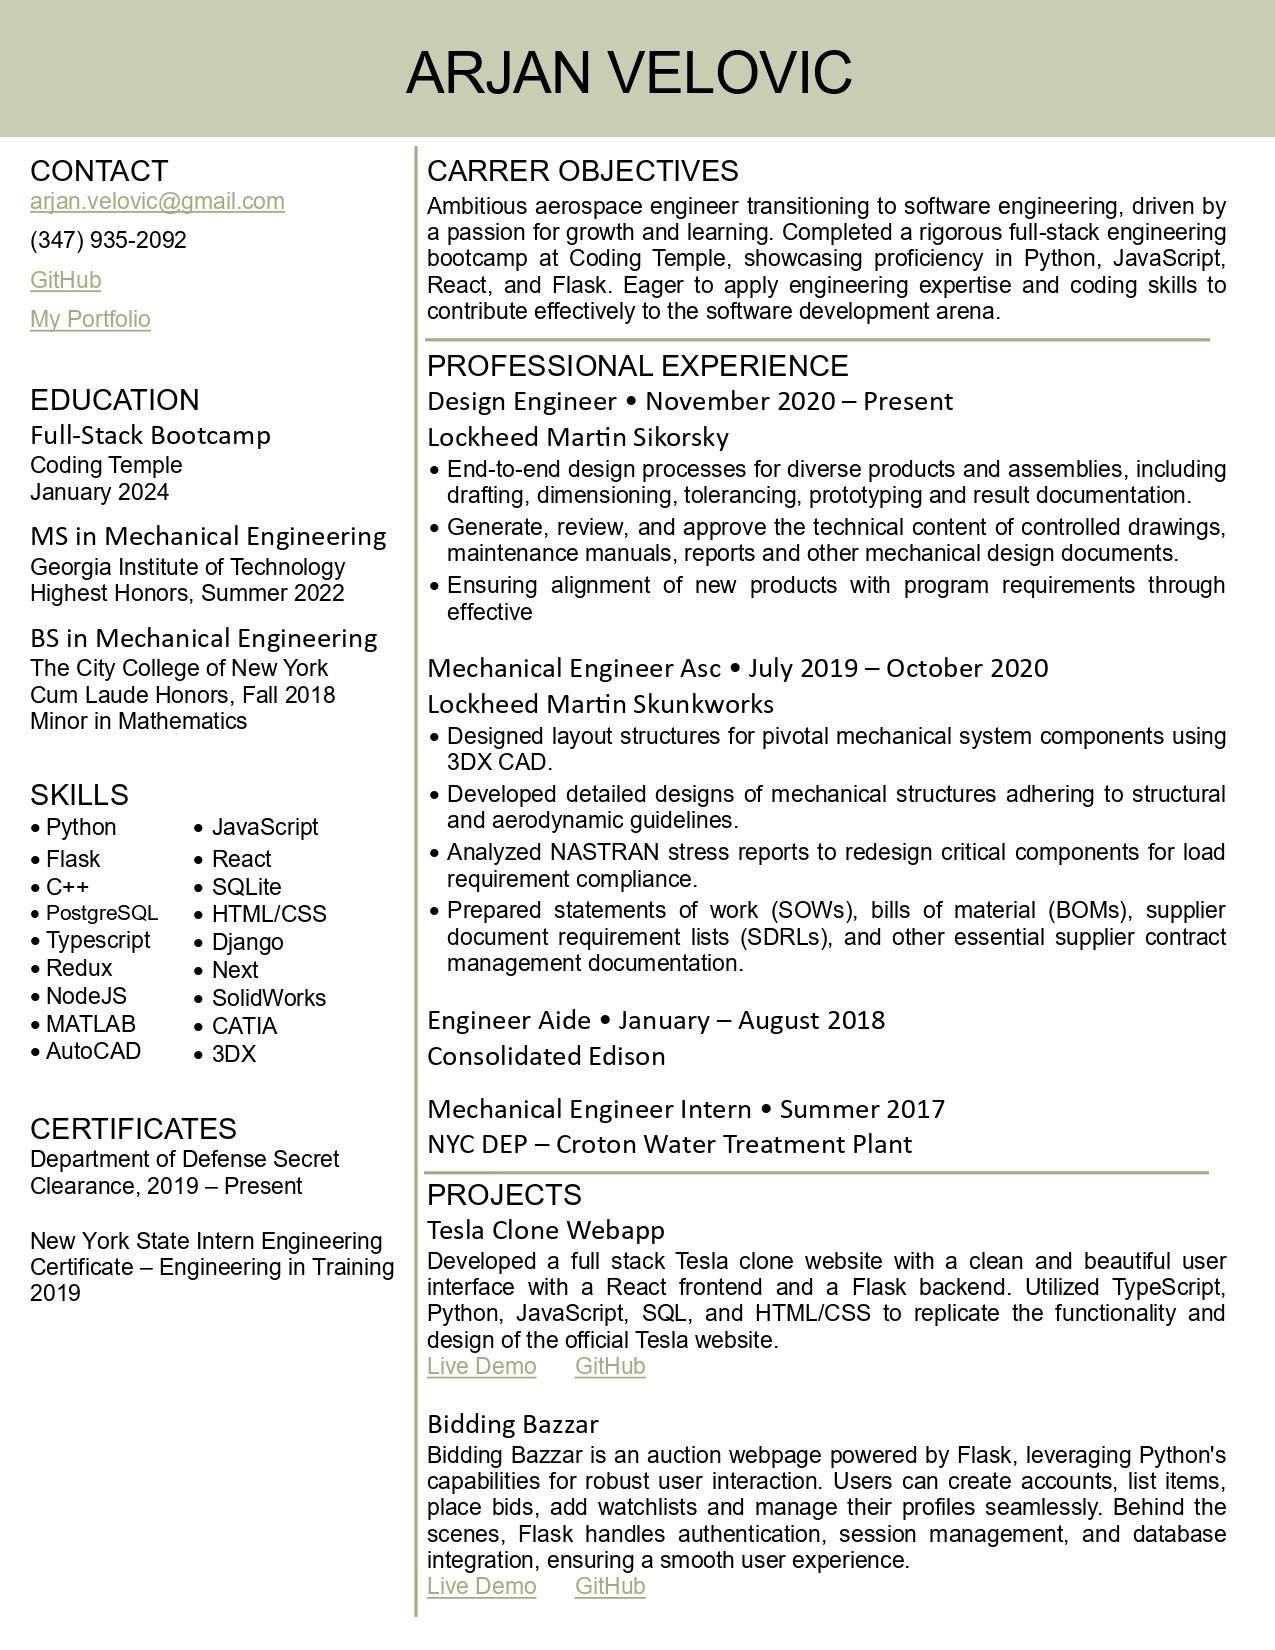 ARJAN VELOVIC
CONTACT
arjan.velovic@gmail.com
(347) 935-2092
GitHub
My Portfolio
EDUCATION
Full-Stack Bootcamp
Coding Temple
January 2024
MS in Mechanical Engineering
Georgia Institute of Technology
Highest Honors, Summer 2022
BS in Mechanical Engineering
The City College of New York
Cum Laude Honors, Fall 2018
Minor in Mathematics
SKILLS
• Python • JavaScript
• Flask • React
• C++ • SQLite
• PostgreSQL • HTML/CSS
• Typescript • Django
• Redux • Next
• NodeJS • SolidWorks
• MATLAB • CATIA
• AutoCAD • 3DX
CERTIFICATES
Department of Defense Secret
Clearance, 2019 – Present
New York State Intern Engineering
Certificate – Engineering in Training
2019
CARRER OBJECTIVES
Ambitious aerospace engineer transitioning to software engineering, driven by
a passion for growth and learning. Completed a rigorous full-stack engineering
bootcamp at Coding Temple, showcasing proficiency in Python, JavaScript,
React, and Flask. Eager to apply engineering expertise and coding skills to
contribute effectively to the software development arena.
PROFESSIONAL EXPERIENCE
Design Engineer • November 2020 – Present
Lockheed Martin Sikorsky
• End-to-end design processes for diverse products and assemblies, including
drafting, dimensioning, tolerancing, prototyping and result documentation.
• Generate, review, and approve the technical content of controlled drawings,
maintenance manuals, reports and other mechanical design documents.
• Ensuring alignment of new products with program requirements through
effective
Mechanical Engineer Asc • July 2019 – October 2020
Lockheed Martin Skunkworks
• Designed layout structures for pivotal mechanical system components using
3DX CAD.
• Developed detailed designs of mechanical structures adhering to structural
and aerodynamic guidelines.
• Analyzed NASTRAN stress reports to redesign critical components for load
requirement compliance.
• Prepared statements of work (SOWs), bills of material (BOMs), supplier
document requirement lists (SDRLs), and other essential supplier contract
management documentation.
Engineer Aide • January – August 2018
Consolidated Edison
Mechanical Engineer Intern • Summer 2017
NYC DEP – Croton Water Treatment Plant
PROJECTS
Tesla Clone Webapp
Developed a full stack Tesla clone website with a clean and beautiful user
interface with a React frontend and a Flask backend. Utilized TypeScript,
Python, JavaScript, SQL, and HTML/CSS to replicate the functionality and
design of the official Tesla website.
Live Demo GitHub
Bidding Bazzar
Bidding Bazzar is an auction webpage powered by Flask, leveraging Python's
capabilities for robust user interaction. Users can create accounts, list items,
place bids, add watchlists and manage their profiles seamlessly. Behind the
scenes, Flask handles authentication, session management, and database
integration, ensuring a smooth user experience.
Live Demo GitHub